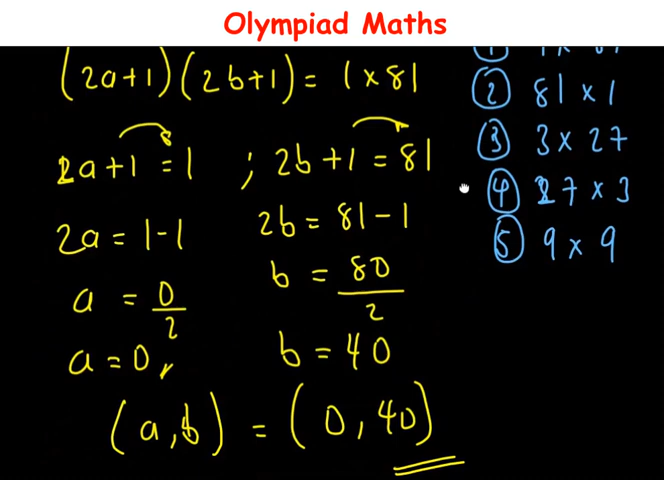 Olympiad Maths
(2a+1)(2b+1) = 1 x 81
2a+1 = 1 ; 2b+1 = 81
2a = 1-1
2b = 81-1
a = 0/2
b = 80/2
a = 0,
b = 40
(a,b) = (0,40)
② 81 x 1
③ 3 x 27
④ 27 x 3
⑤ 9 x 9